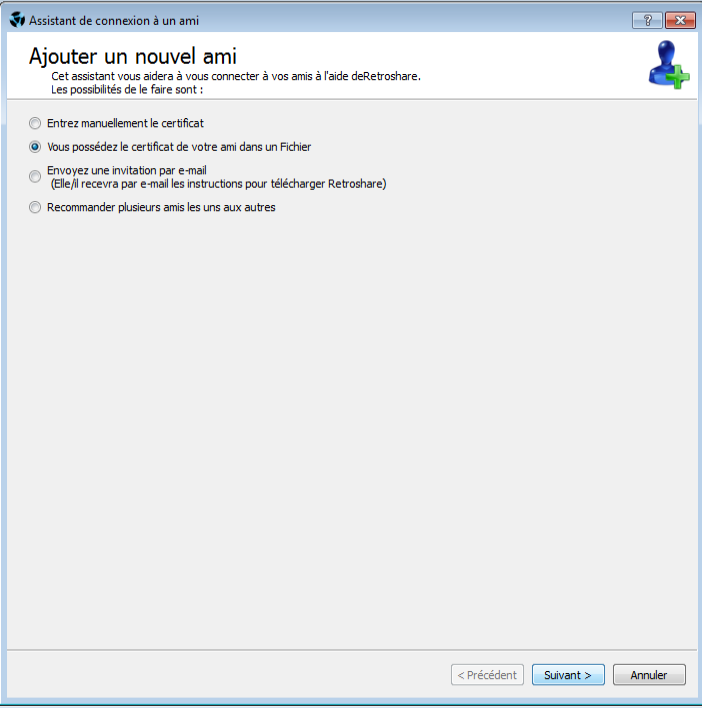 Assistant de connexion à un ami
?
Ajouter un nouvel ami
Cet assistant vous aidera à vous connecter à vos amis à l'aide deRetroshare.
Les possibilités de le faire sont :
Entrez manuellement le certificat
Vous possédez le certificat de votre ami dans un Fichier
Envoyez une invitation par e-mail
(Elle/il recevra par e-mail les instructions pour télécharger Retroshare)
Recommander plusieurs amis les uns aux autres
< Précédent
Suivant >
Annuler